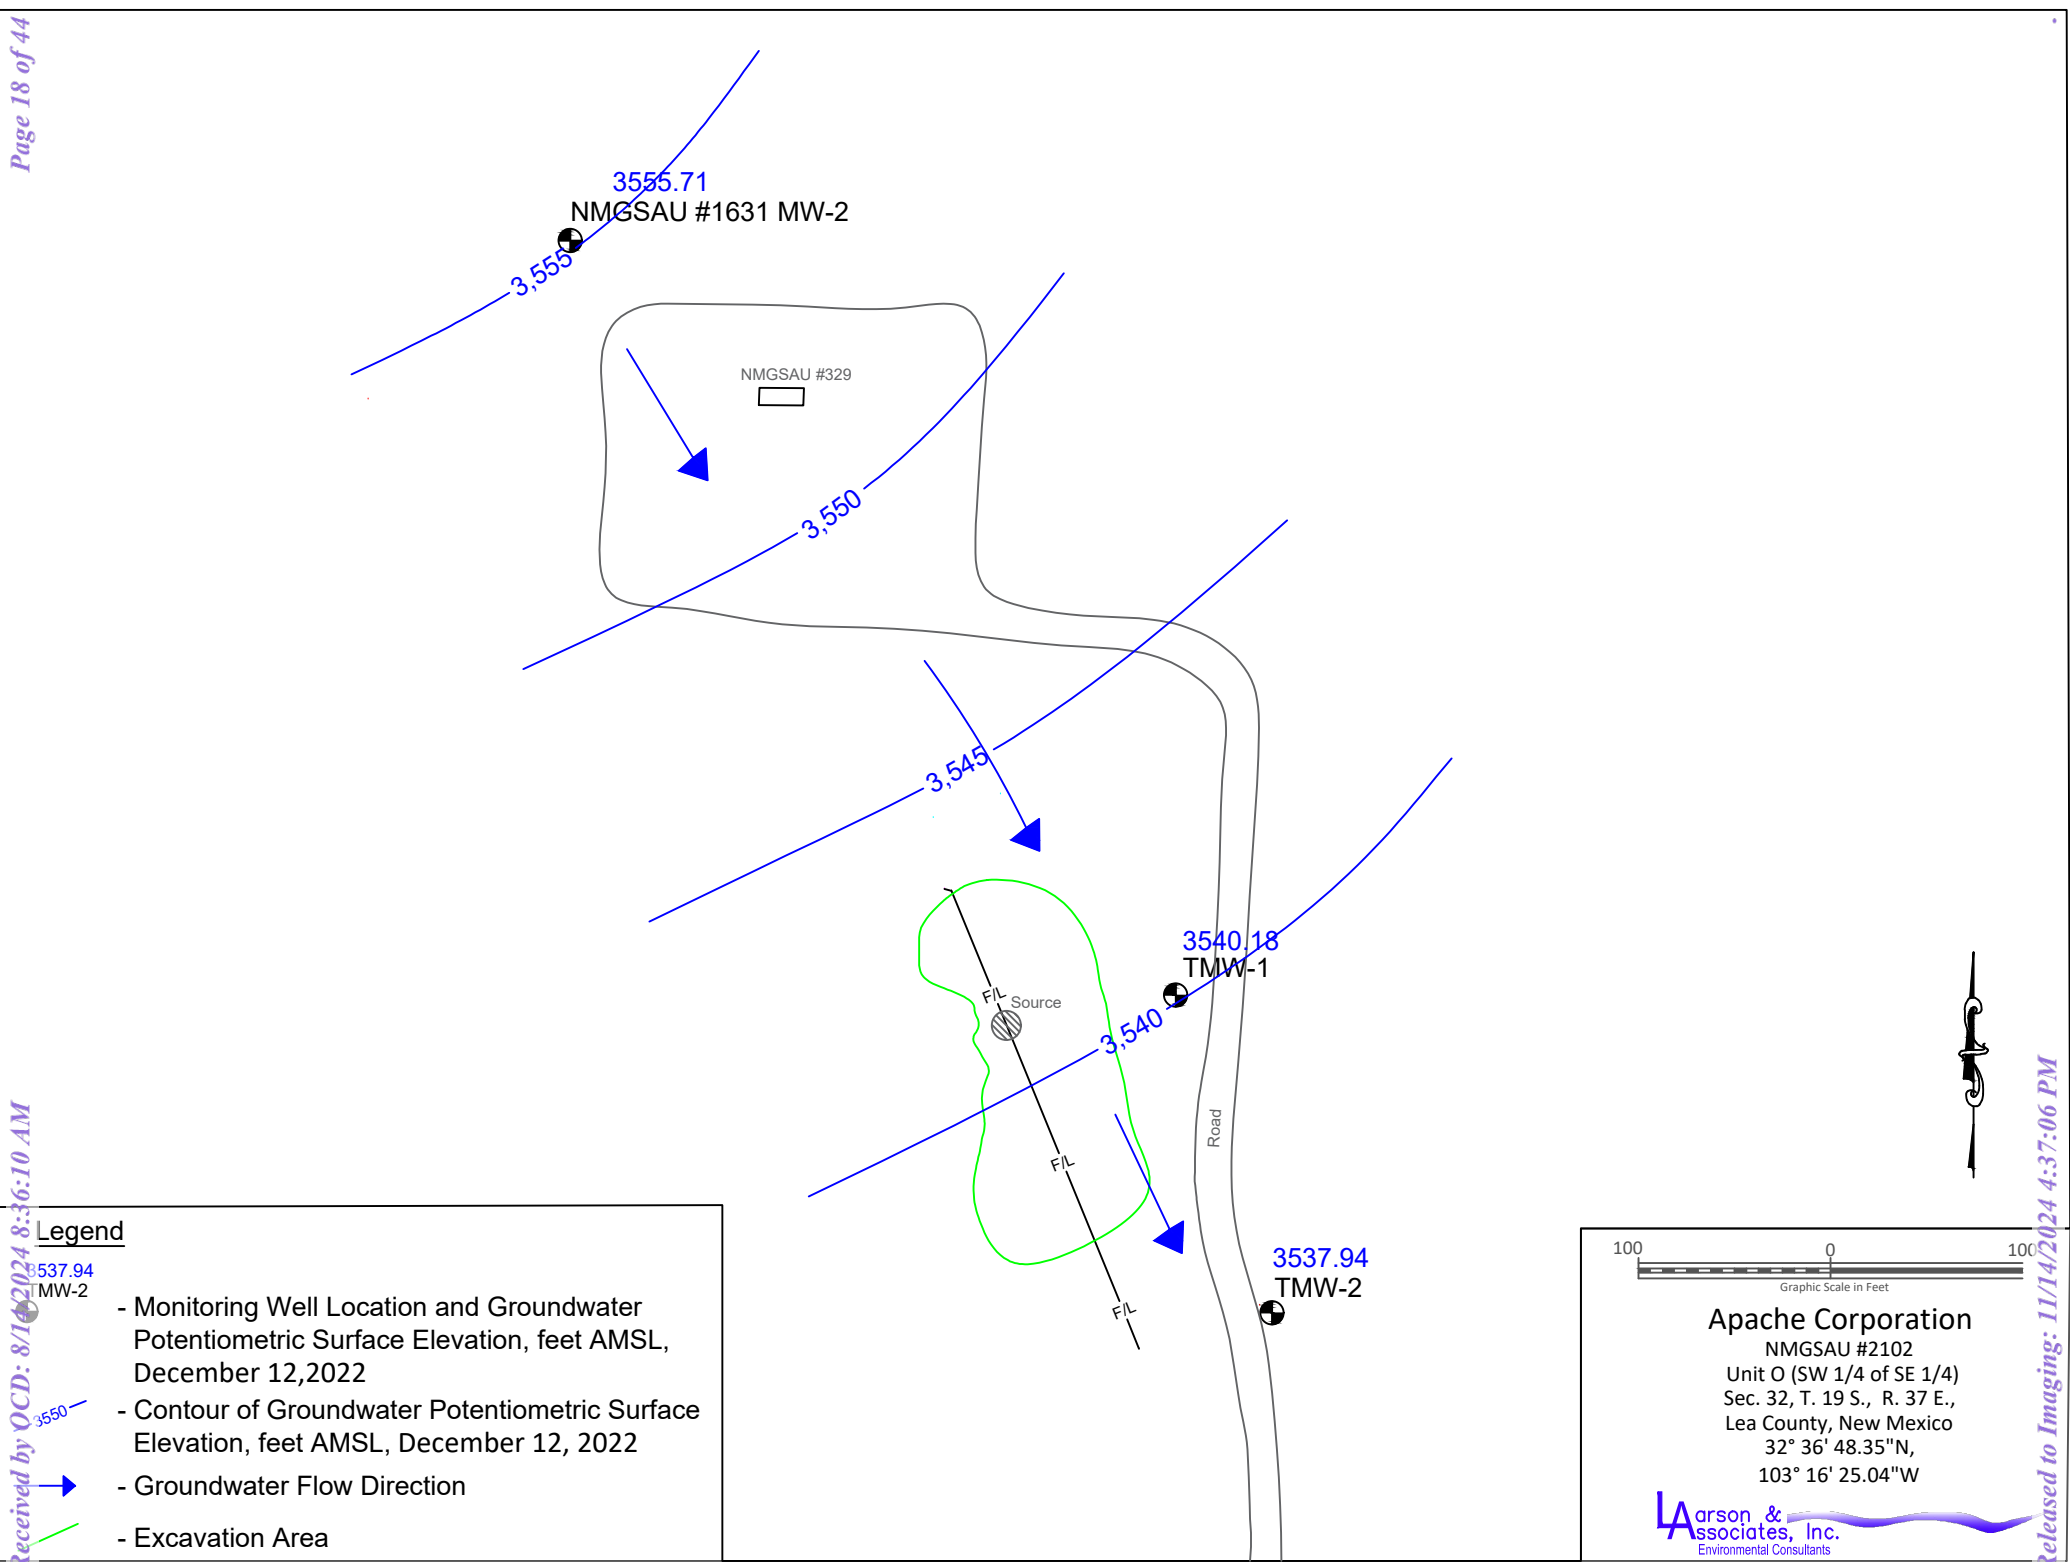 Page 18 of 44
3555.71
NMGSAU #1631 MW-2
3,555
NMGSAU #329
3,550
3,545
3540.18
TMW-1
F/L
Source
3,540
Road
F/L
3537.94
TMW-2
F/L
Received by OCD: 8/14/2024 8:36:10 AM
Released to Imaging: 11/14/2024 4:37:06 PM
Legend
3537.94
TMW-2
- Monitoring Well Location and Groundwater
Potentiometric Surface Elevation, feet AMSL,
December 12,2022
3550
- Contour of Groundwater Potentiometric Surface
Elevation, feet AMSL, December 12, 2022
- Groundwater Flow Direction
- Excavation Area
100 0 100
Graphic Scale in Feet
Apache Corporation
NMGSAU #2102
Unit O (SW 1/4 of SE 1/4)
Sec. 32, T. 19 S., R. 37 E.,
Lea County, New Mexico
32° 36' 48.35"N,
103° 16' 25.04"W
Larson &
Associates, Inc.
Environmental Consultants